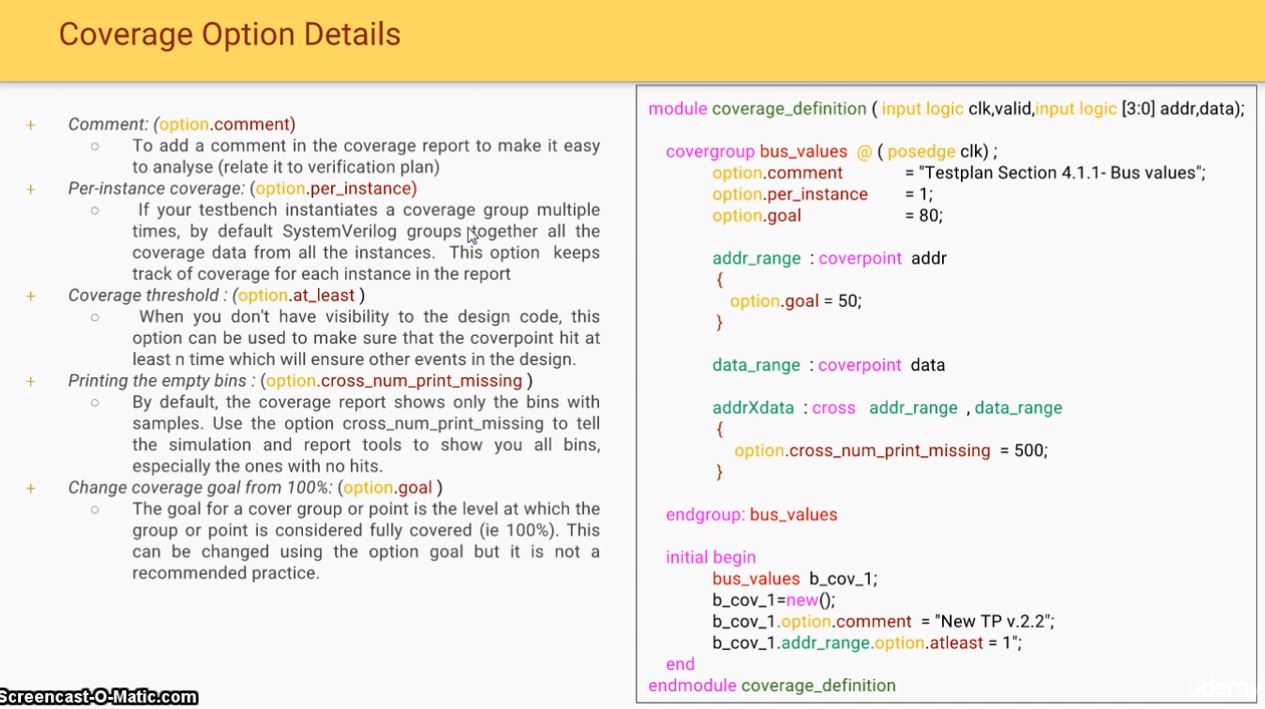 Coverage Option Details
+ Comment: (option.comment)
○ To add a comment in the coverage report to make it easy
to analyse (relate it to verification plan)
+ Per-instance coverage: (option.per_instance)
○ If your testbench instantiates a coverage group multiple
times, by default SystemVerilog groups together all the
coverage data from all the instances. This option keeps
track of coverage for each instance in the report
+ Coverage threshold : (option.at_least )
○ When you don't have visibility to the design code, this
option can be used to make sure that the coverpoint hit at
least n time which will ensure other events in the design.
+ Printing the empty bins : (option.cross_num_print_missing )
○ By default, the coverage report shows only the bins with
samples. Use the option cross_num_print_missing to tell
the simulation and report tools to show you all bins,
especially the ones with no hits.
+ Change coverage goal from 100%: (option.goal )
○ The goal for a cover group or point is the level at which the
group or point is considered fully covered (ie 100%). This
can be changed using the option goal but it is not a
recommended practice.
module coverage_definition ( input logic clk,valid,input logic [3:0] addr,data);
covergroup bus_values @ ( posedge clk) ;
option.comment = "Testplan Section 4.1.1- Bus values";
option.per_instance = 1;
option.goal = 80;
addr_range : coverpoint addr
{
option.goal = 50;
}
data_range : coverpoint data
addrXdata : cross addr_range , data_range
{
option.cross_num_print_missing = 500;
}
endgroup: bus_values
initial begin
bus_values b_cov_1;
b_cov_1=new();
b_cov_1.option.comment = "New TP v.2.2";
b_cov_1.addr_range.option.atleast = 1";
end
endmodule coverage_definition
Screencast-O-Matic.com
udemy